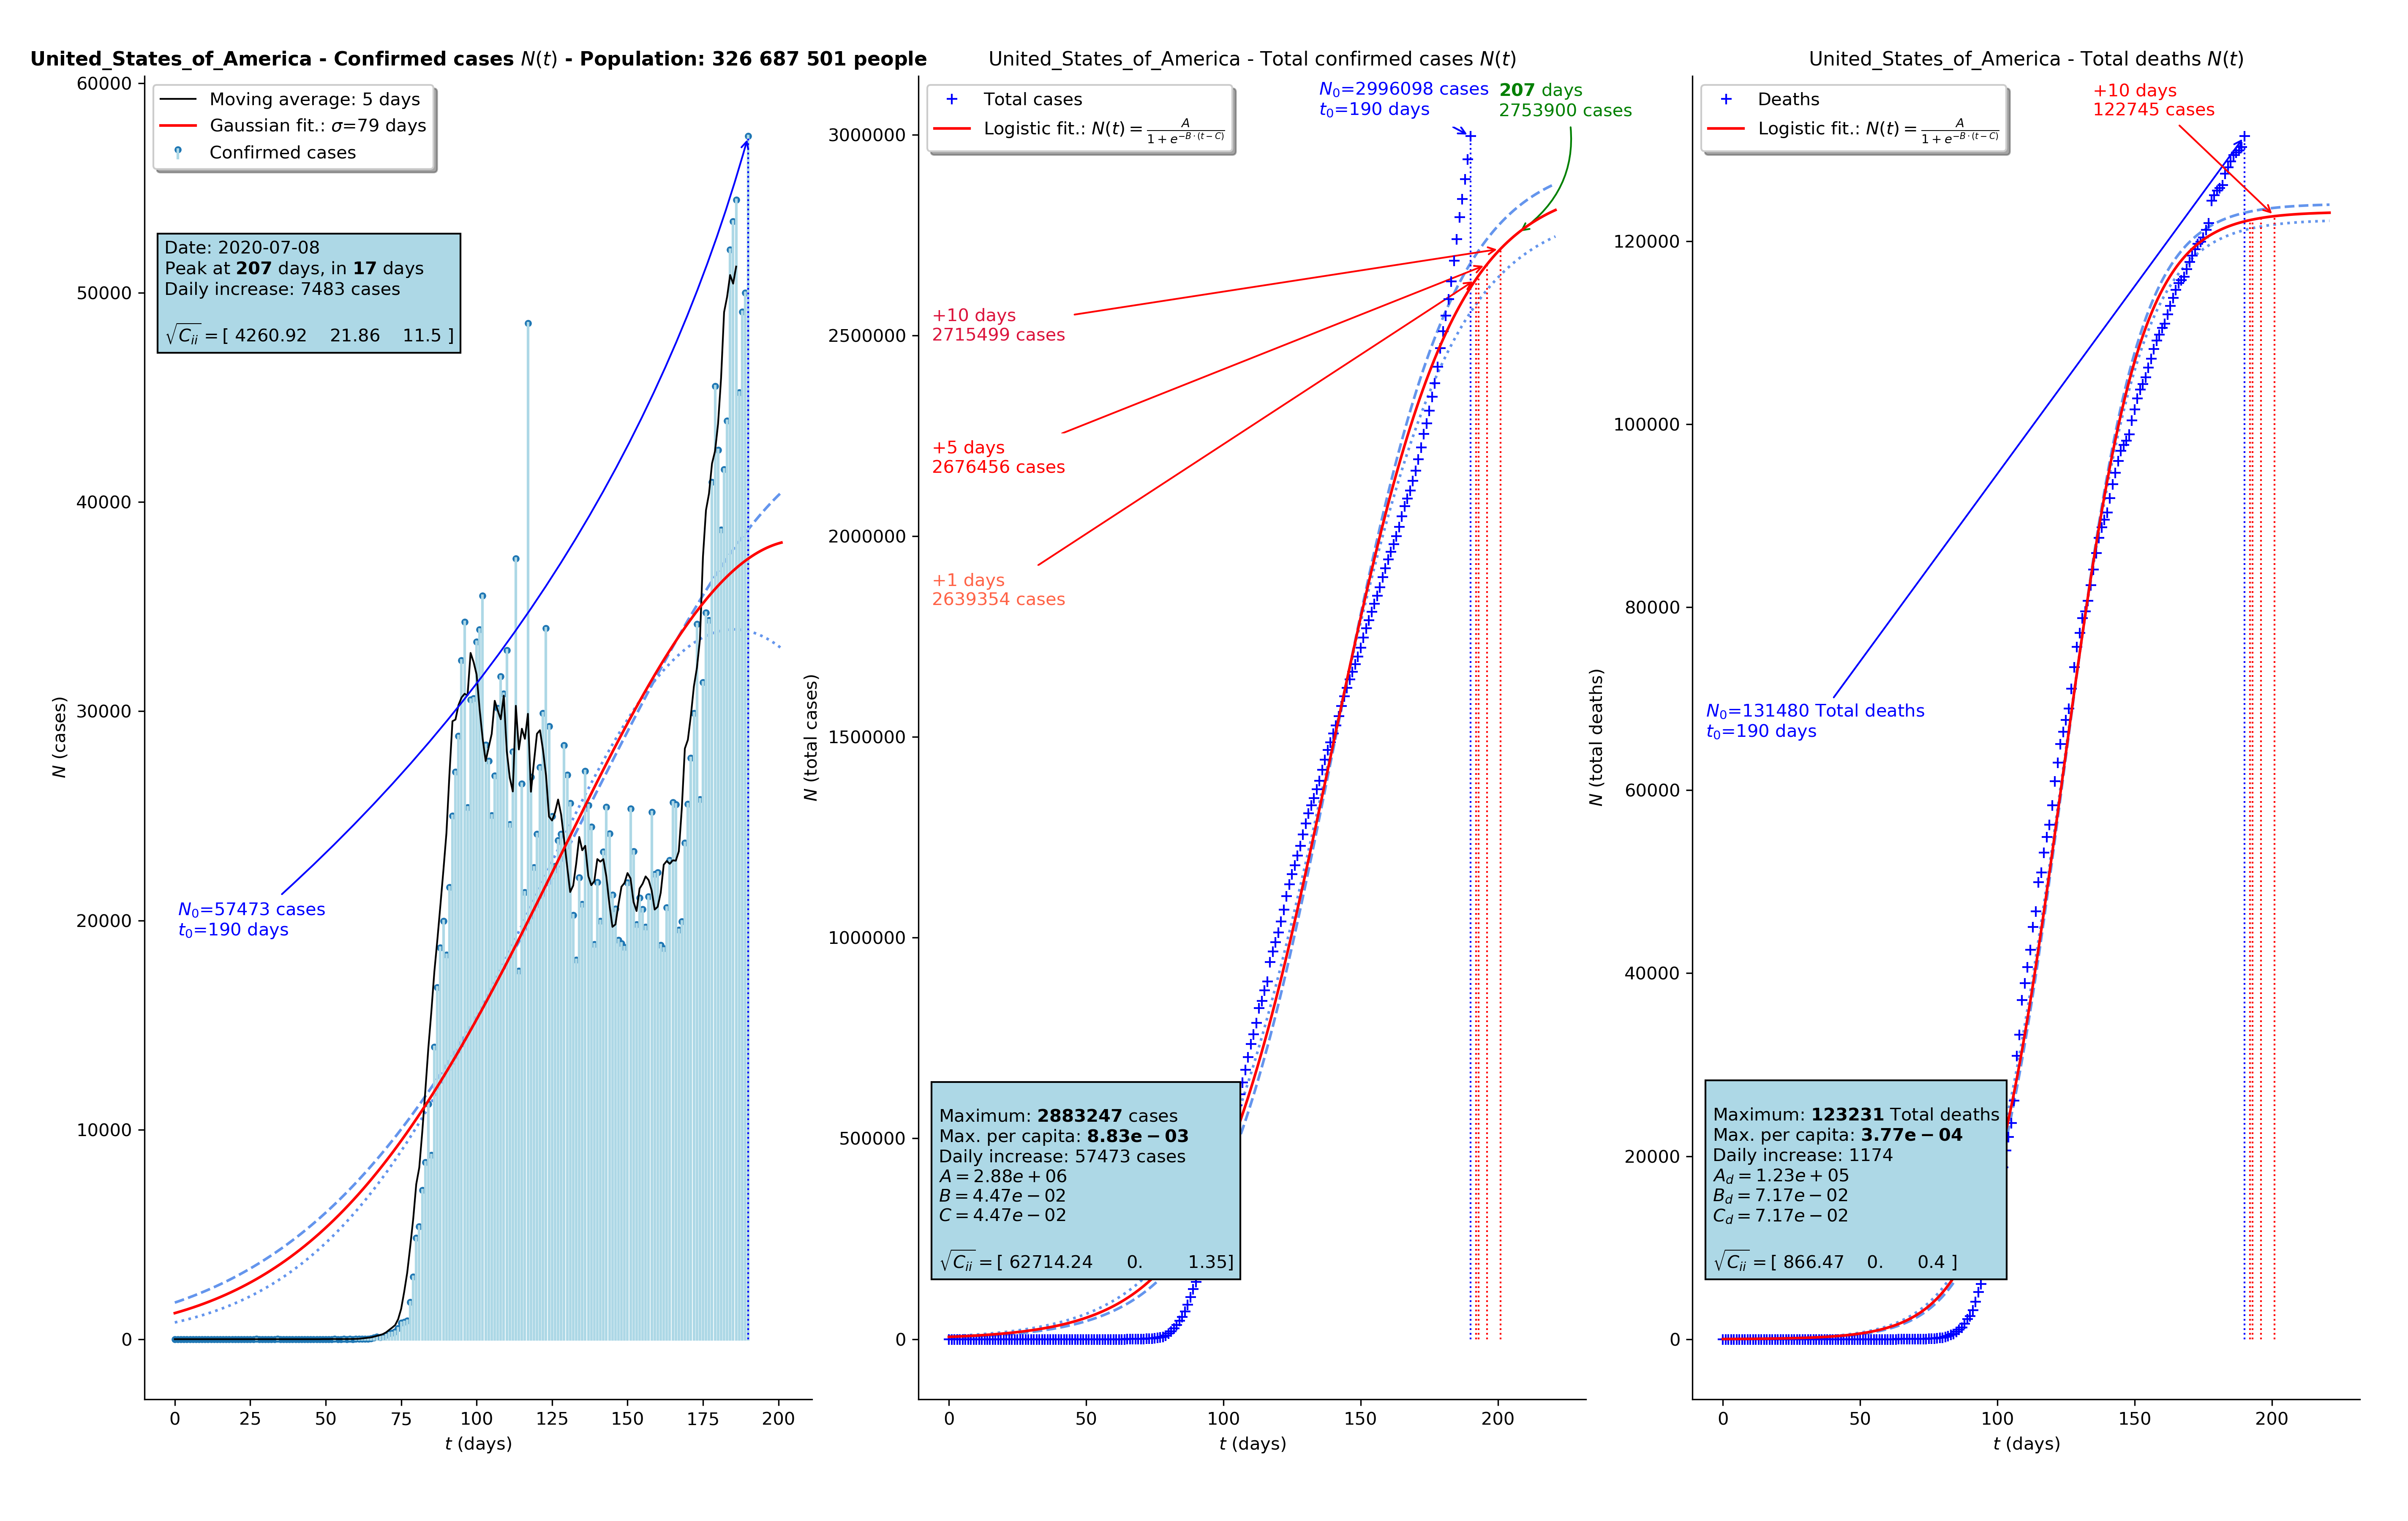 United_States_of_America - Confirmed cases N(t) - Population: 326 687 501 people
60000
50000
40000
30000
20000
10000
0
N (cases)
Moving average: 5 days
Gaussian fit.: σ=79 days
Confirmed cases
Date: 2020-07-08
Peak at 207 days, in 17 days
Daily increase: 7483 cases
√C_ii = [ 4260.92 21.86 11.5 ]
N₀=57473 cases
t₀=190 days
0 25 50 75 100 125 150 175 200
t (days)
United_States_of_America - Total confirmed cases N(t)
3000000
2500000
2000000
1500000
1000000
500000
0
N (total cases)
Total cases
Logistic fit.: N(t) = A / (1 + e^(−B·(t−C)))
N₀=2996098 cases
t₀=190 days
207 days
2753900 cases
+10 days
2715499 cases
+5 days
2676456 cases
+1 days
2639354 cases
Maximum: 2883247 cases
Max. per capita: 8.83e − 03
Daily increase: 57473 cases
A = 2.88e + 06
B = 4.47e − 02
C = 4.47e − 02
√C_ii = [ 62714.24 0. 1.35]
0 50 100 150 200
t (days)
United_States_of_America - Total deaths N(t)
120000
100000
80000
60000
40000
20000
0
N (total deaths)
Deaths
Logistic fit.: N(t) = A / (1 + e^(−B·(t−C)))
+10 days
122745 cases
N₀=131480 Total deaths
t₀=190 days
Maximum: 123231 Total deaths
Max. per capita: 3.77e − 04
Daily increase: 1174
A_d = 1.23e + 05
B_d = 7.17e − 02
C_d = 7.17e − 02
√C_ii = [ 866.47 0. 0.4 ]
0 50 100 150 200
t (days)